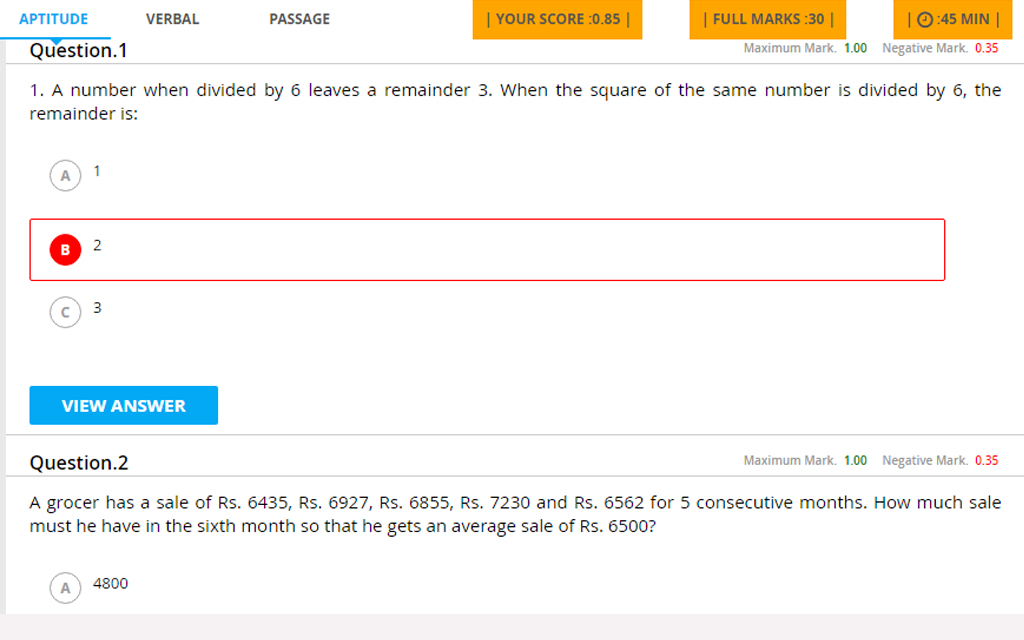 APTITUDE VERBAL PASSAGE | YOUR SCORE :0.85 | | FULL MARKS :30 | | :45 MIN |
Question.1 Maximum Mark. 1.00 Negative Mark. 0.35
1. A number when divided by 6 leaves a remainder 3. When the square of the same number is divided by 6, the
remainder is:
A 1
B 2
C 3
VIEW ANSWER
Question.2 Maximum Mark. 1.00 Negative Mark. 0.35
A grocer has a sale of Rs. 6435, Rs. 6927, Rs. 6855, Rs. 7230 and Rs. 6562 for 5 consecutive months. How much sale
must he have in the sixth month so that he gets an average sale of Rs. 6500?
A 4800